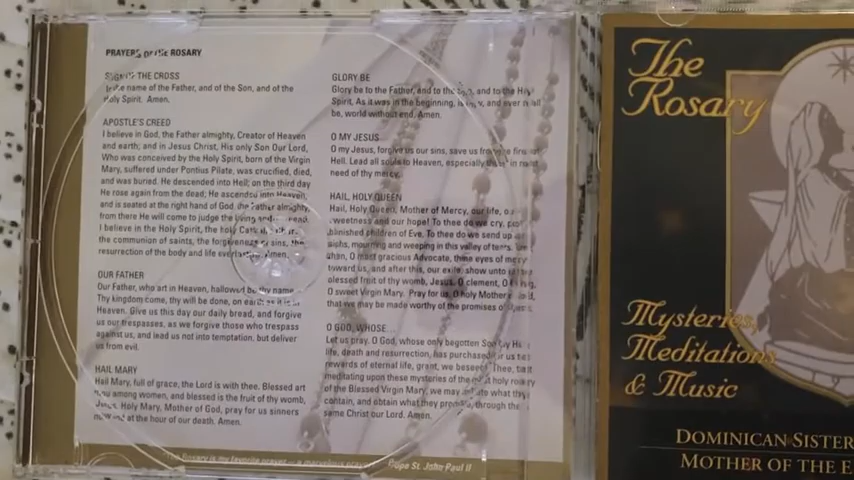 PRAYERS OF THE ROSARY
SIGN OF THE CROSS
In the name of the Father, and of the Son, and of the
Holy Spirit. Amen.
APOSTLE'S CREED
I believe in God, the Father almighty, Creator of Heaven
and earth; and in Jesus Christ, His only Son Our Lord,
Who was conceived by the Holy Spirit, born of the Virgin
Mary, suffered under Pontius Pilate, was crucified, died,
and was buried. He descended into Hell; on the third day
He rose again from the dead; He ascended into Heaven,
and is seated at the right hand of God, the Father almighty,
from there He will come to judge the living and dead.
I believe in the Holy Spirit, the holy Catholic
the communion of saints, the forgiveness of sins, the
resurrection of the body and life everlasting. Amen.
OUR FATHER
Our Father, who art in Heaven, hallowed by thy name.
Thy kingdom come, thy will be done, on earth as it is in
Heaven. Give us this day our daily bread, and forgive
us our trespasses, as we forgive those who trespass
against us, and lead us not into temptation, but deliver
us from evil.
HAIL MARY
Hail Mary, full of grace, the Lord is with thee. Blessed art
thou among women, and blessed is the fruit of thy womb,
Jesus. Holy Mary, Mother of God, pray for us sinners
now and at the hour of our death. Amen.
GLORY BE
Glory be to the Father, and to the Son, and to the Holy
Spirit. As it was in the beginning, is now, and ever shall
be, world without end. Amen.
O MY JESUS
O my Jesus, forgive us our sins, save us from the fires of
Hell. Lead all souls to Heaven, especially those in most
need of thy mercy.
HAIL, HOLY QUEEN
Hail, Holy Queen, Mother of Mercy, our life, our
sweetness and our hope! To thee do we cry, poor
banished children of Eve. To thee do we send up our
sighs, mourning and weeping in this valley of tears. Turn
then, O most gracious Advocate, thine eyes of mercy
toward us, and after this, our exile, show unto us the
blessed fruit of thy womb, Jesus. O clement, O loving,
O sweet Virgin Mary. Pray for us, O holy Mother of God,
that we may be made worthy of the promises of
O GOD, WHOSE
Let us pray. O God, whose only begotten Son by His
life, death and resurrection, has purchased for us the
rewards of eternal life, grant, we beseech Thee, that
meditating upon these mysteries of the most holy rosary
of the Blessed Virgin Mary, we may imitate what they
contain, and obtain what they promise, through the
same Christ our Lord. Amen.
"The Rosary is my favorite prayer – a marvelous Pope St. John Paul II
The
Rosary
Mysteries,
Meditations
& Music
DOMINICAN SISTER
MOTHER OF THE E